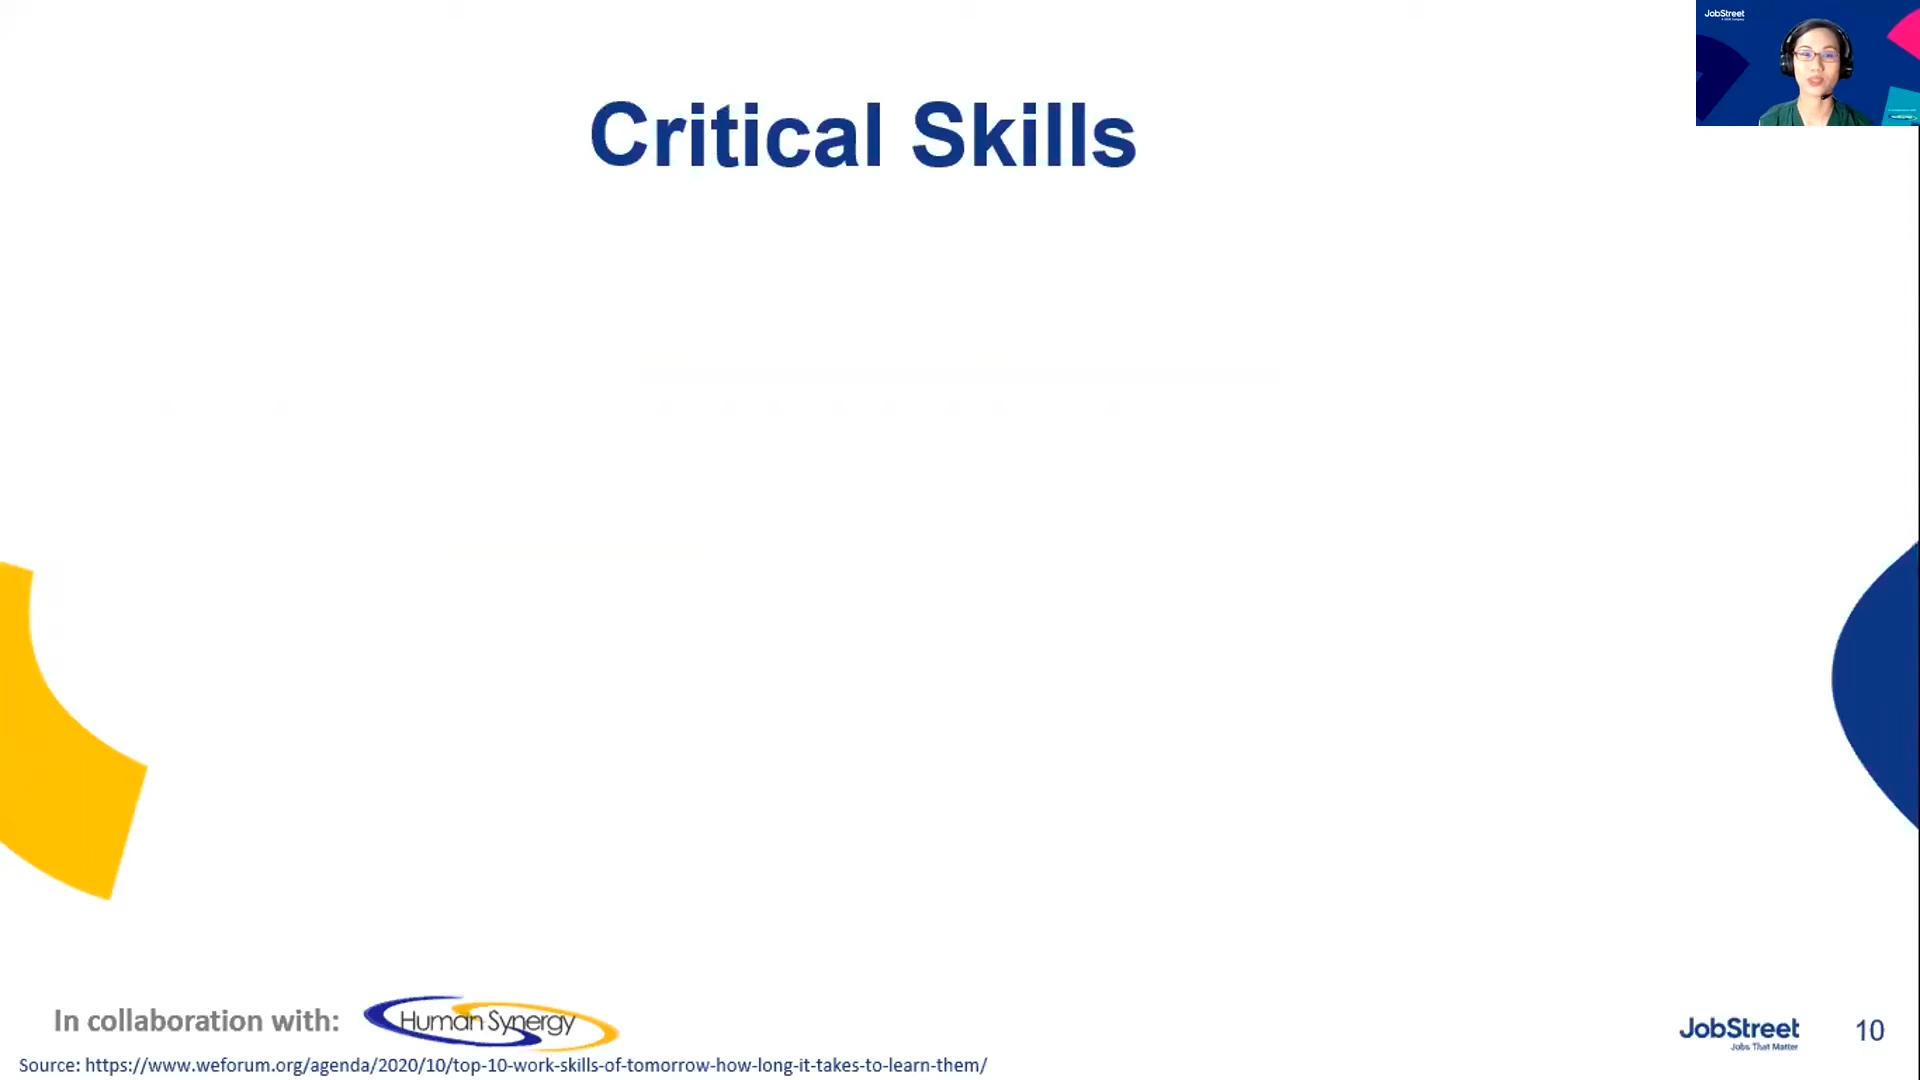 JobStreet
Critical Skills
In collaboration with:
Human Synergy
JobStreet
Jobs That Matter
10
Source: https://www.weforum.org/agenda/2020/10/top-10-work-skills-of-tomorrow-how-long-it-takes-to-learn-them/